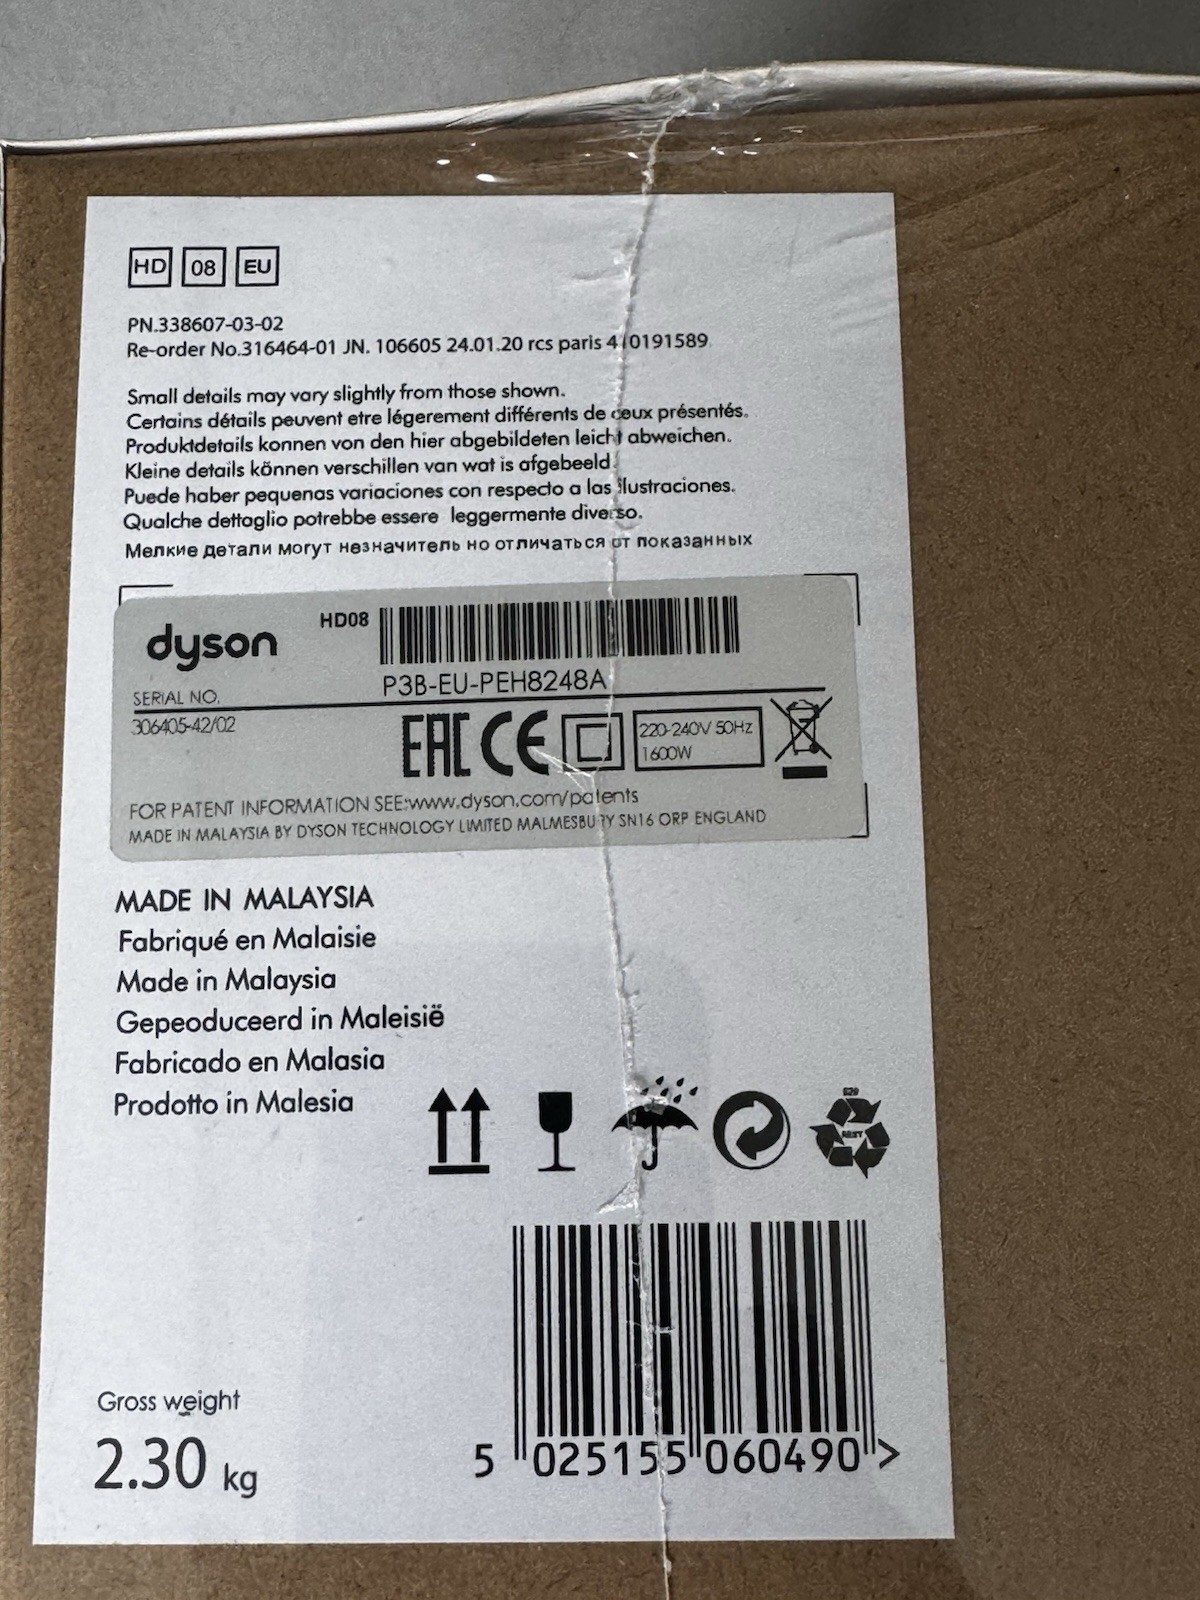 HD 08 EU
PN.338607-03-02
Re-order No.316464-01 JN. 106605 24.01.20 rcs paris 410191589
Small details may vary slightly from those shown.
Certains détails peuvent etre légerement différents de ceux présentés.
Produktdetails konnen von den hier abgebildeten leicht abweichen.
Kleine details können verschillen van wat is afgebeeld.
Puede haber pequenas variaciones con respecto a las ilustraciones.
Qualche dettoglio potrebbe essere leggermente diverso.
Мелкие детали могут незначитель но отличаться от показанных
dyson HD08
P3B-EU-PEH8248A
SERIAL NO.
306405-42/02
EAC CE
220-240V 50Hz
1600W
FOR PATENT INFORMATION SEE:www.dyson.com/patents
MADE IN MALAYSIA BY DYSON TECHNOLOGY LIMITED MALMESBURY SN16 ORP ENGLAND
MADE IN MALAYSIA
Fabriqué en Malaisie
Made in Malaysia
Gepeoduceerd in Maleisië
Fabricado en Malasia
Prodotto in Malesia
Gross weight
2.30 kg
5 025155 060490 >